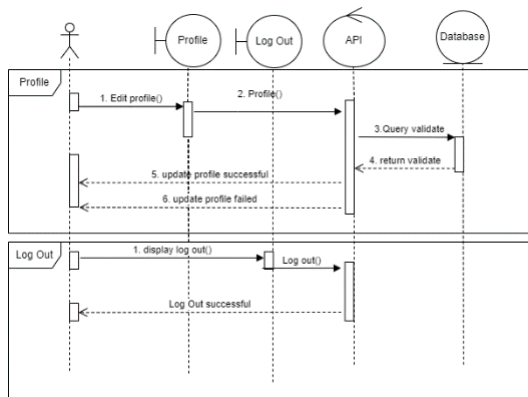 Profile
Log Out
API
Database
Profile
1. Edit profile()
2. Profile()
3.Query validate
4. return validate
5. update profile successful
6. update profile failed
Log Out
1. display log out()
Log out()
Log Out successful